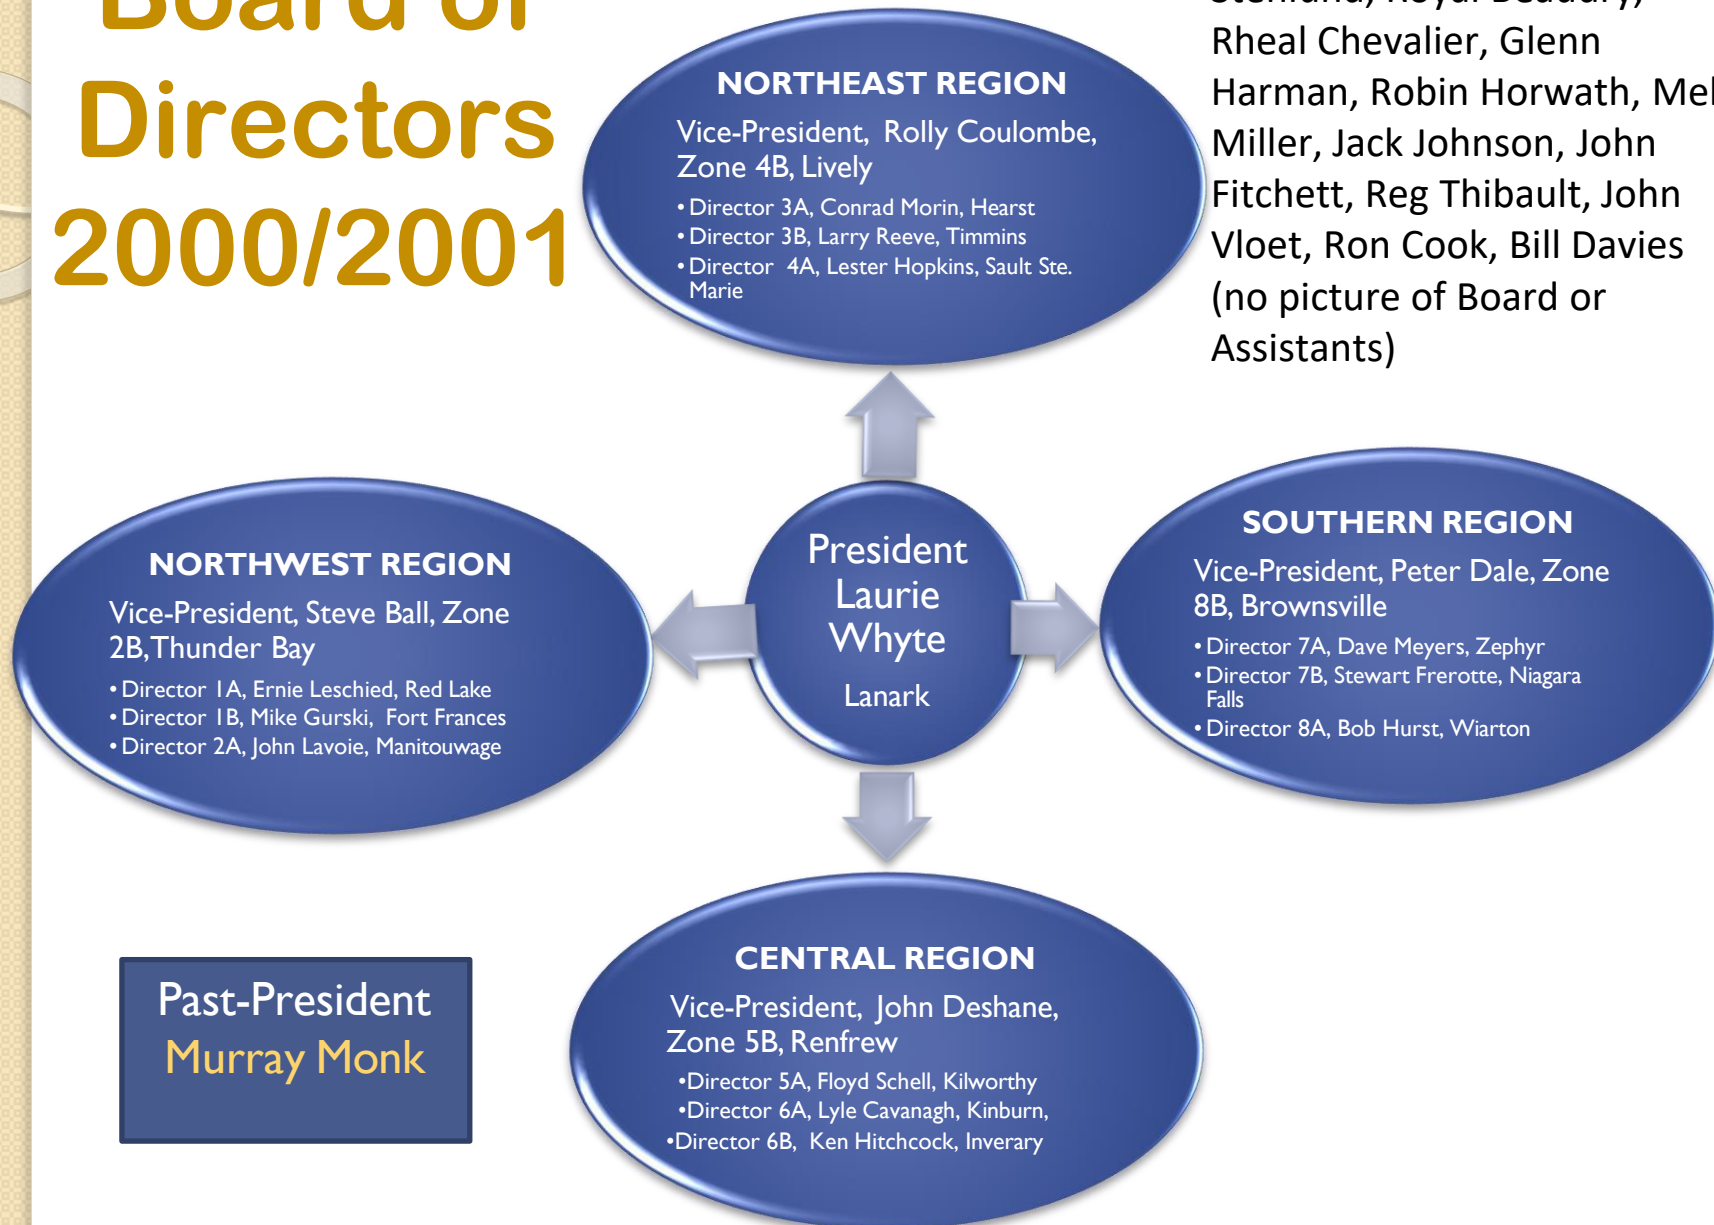 Board of
Directors
2000/2001
Stenlund, Royal Beaudry,
Rheal Chevalier, Glenn
Harman, Robin Horwath, Mel
Miller, Jack Johnson, John
Fitchett, Reg Thibault, John
Vloet, Ron Cook, Bill Davies
(no picture of Board or
Assistants)
NORTHEAST REGION
Vice-President, Rolly Coulombe,
Zone 4B, Lively
• Director 3A, Conrad Morin, Hearst
• Director 3B, Larry Reeve, Timmins
• Director 4A, Lester Hopkins, Sault Ste.
Marie
NORTHWEST REGION
Vice-President, Steve Ball, Zone
2B,Thunder Bay
• Director 1A, Ernie Leschied, Red Lake
• Director 1B, Mike Gurski, Fort Frances
• Director 2A, John Lavoie, Manitouwage
President
Laurie
Whyte
Lanark
SOUTHERN REGION
Vice-President, Peter Dale, Zone
8B, Brownsville
• Director 7A, Dave Meyers, Zephyr
• Director 7B, Stewart Frerotte, Niagara
Falls
• Director 8A, Bob Hurst, Wiarton
CENTRAL REGION
Vice-President, John Deshane,
Zone 5B, Renfrew
•Director 5A, Floyd Schell, Kilworthy
•Director 6A, Lyle Cavanagh, Kinburn,
•Director 6B, Ken Hitchcock, Inverary
Past-President
Murray Monk